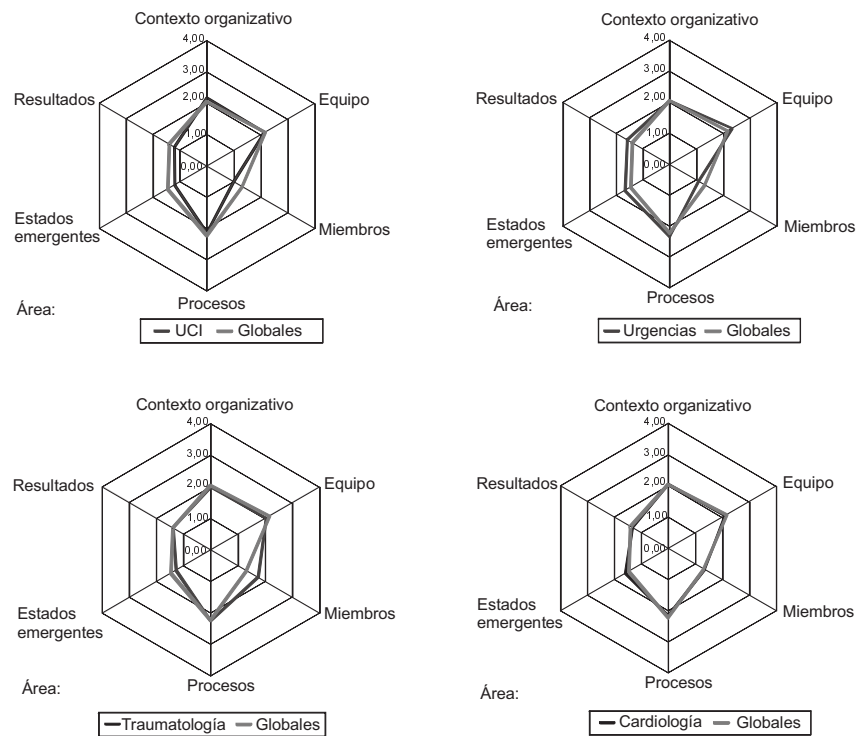 Contexto organizativo
4,00
3,00
2,00
1,00
0,00
Resultados
Equipo
Estados
emergentes
Miembros
Procesos
Área:
UCI Globales
Contexto organizativo
4,00
3,00
2,00
1,00
0,00
Resultados
Equipo
Estados
emergentes
Miembros
Procesos
Área:
Urgencias Globales
Contexto organizativo
4,00
3,00
2,00
1,00
0,00
Resultados
Equipo
Estados
emergentes
Miembros
Procesos
Área:
Traumatología Globales
Contexto organizativo
4,00
3,00
2,00
1,00
0,00
Resultados
Equipo
Estados
emergentes
Miembros
Procesos
Área:
Cardiología Globales